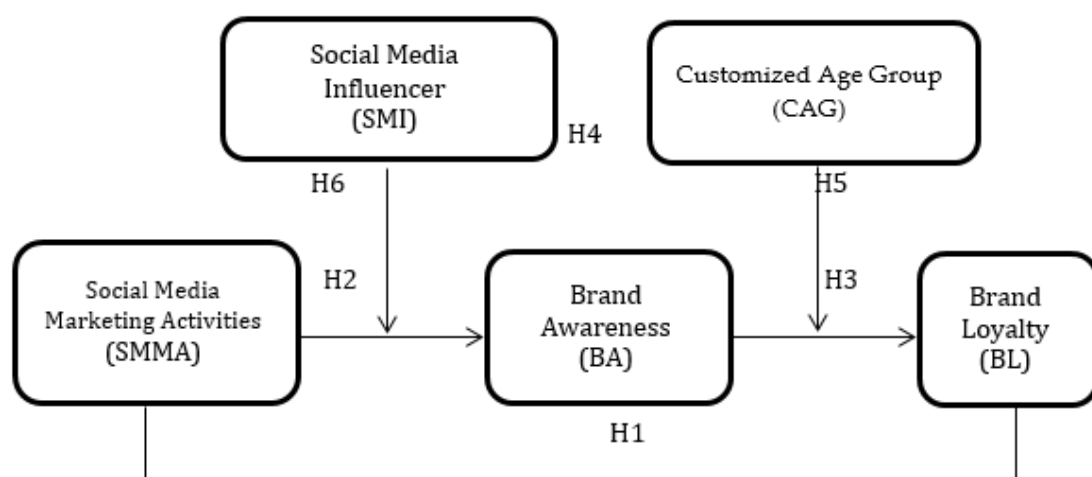 Social Media
Influencer
(SMI)
Customized Age Group
(CAG)
H4
H6
H5
Social Media
Marketing Activities
(SMMA)
H2
Brand
Awareness
(BA)
H3
Brand
Loyalty
(BL)
H1